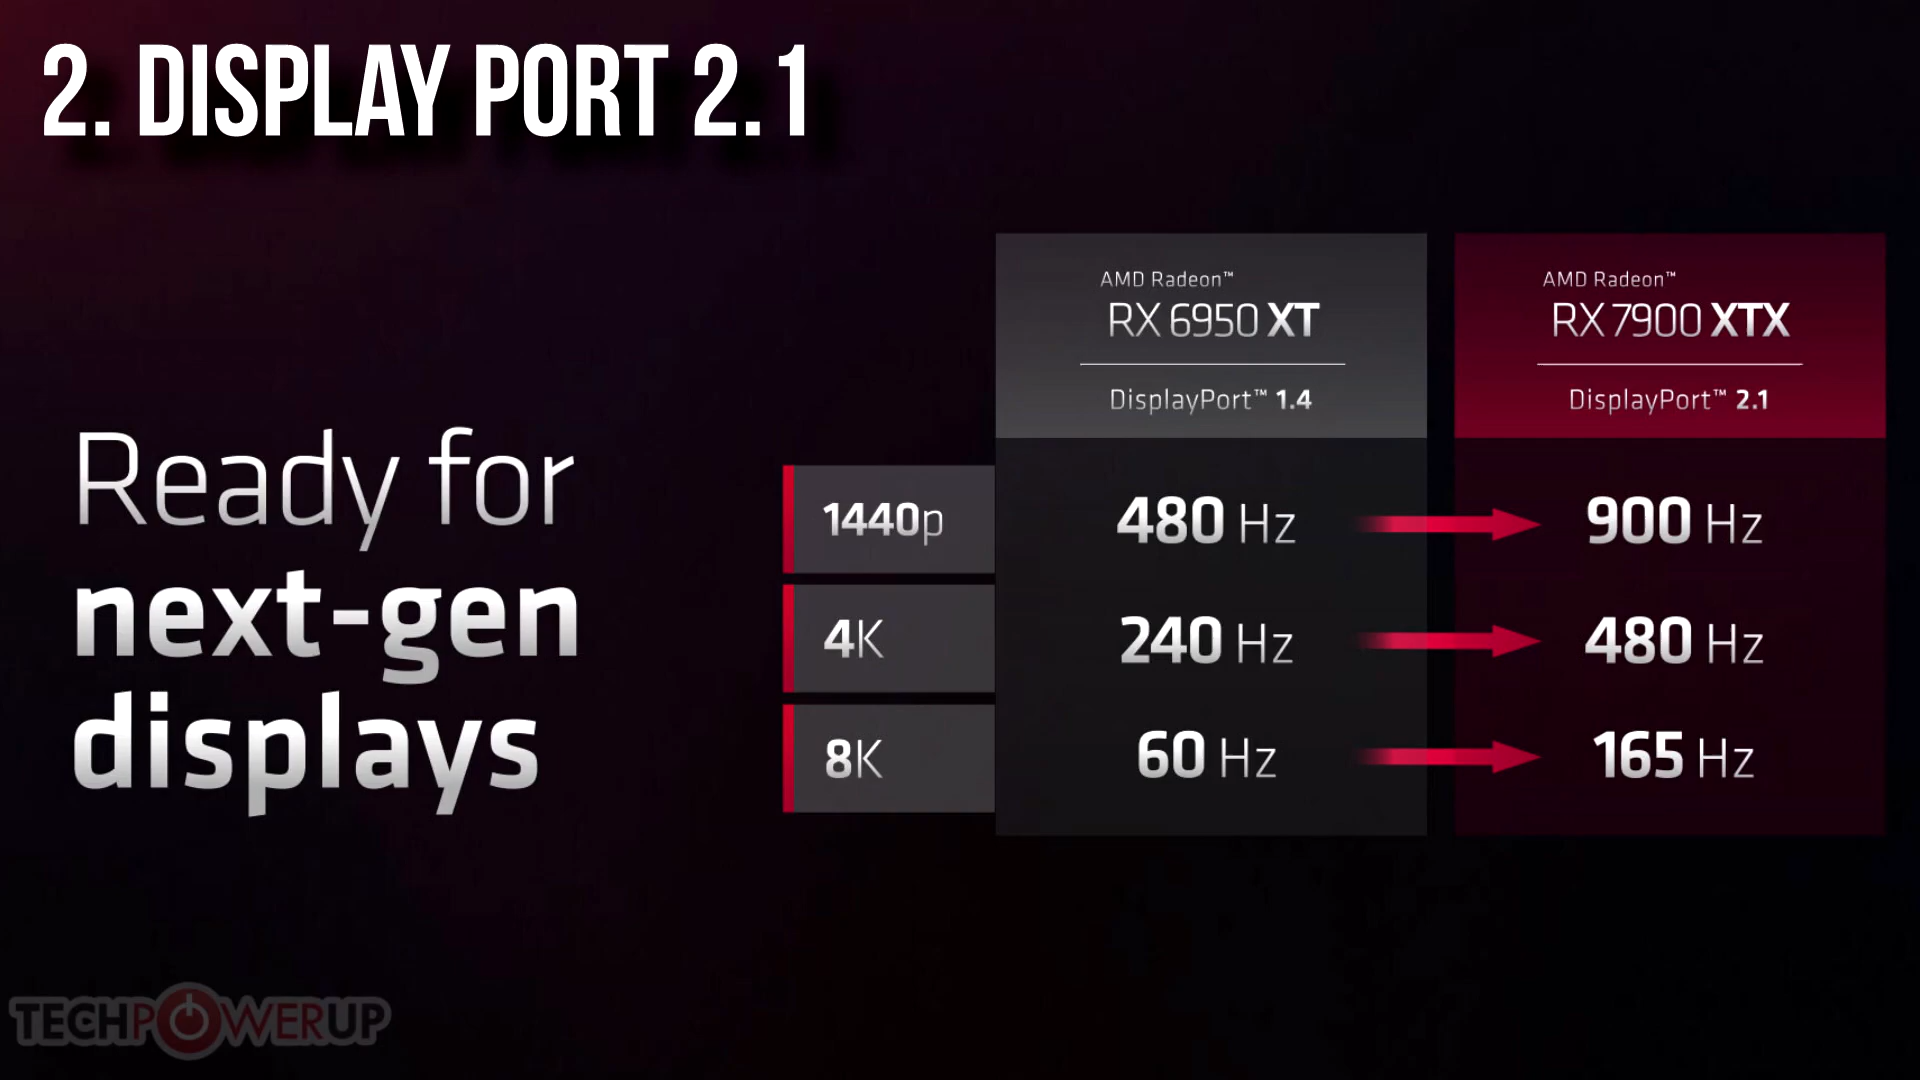 2. DISPLAY PORT 2.1
Ready for
next-gen
displays
AMD Radeon™
RX 6950 XT
DisplayPort™ 1.4
AMD Radeon™
RX 7900 XTX
DisplayPort™ 2.1
1440p 480 Hz 900 Hz
4K 240 Hz 480 Hz
8K 60 Hz 165 Hz
TECHPOWERUP